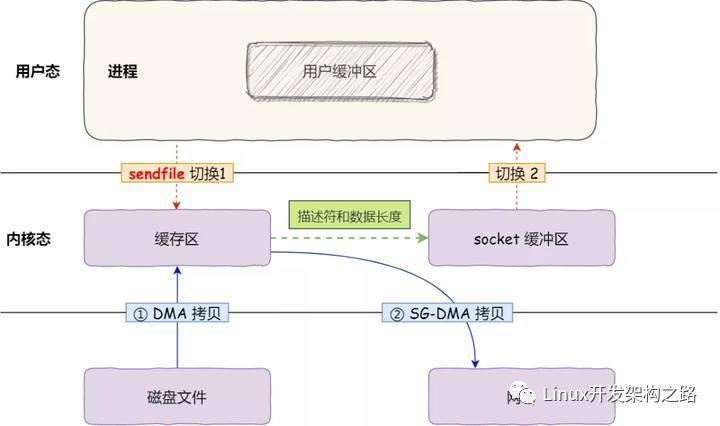 用户态
进程
用户缓冲区
sendfile 切换1
切换 2
描述符和数据长度
内核态
缓存区
socket 缓冲区
① DMA 拷贝
② SG-DMA 拷贝
磁盘文件
Linux开发架构之路